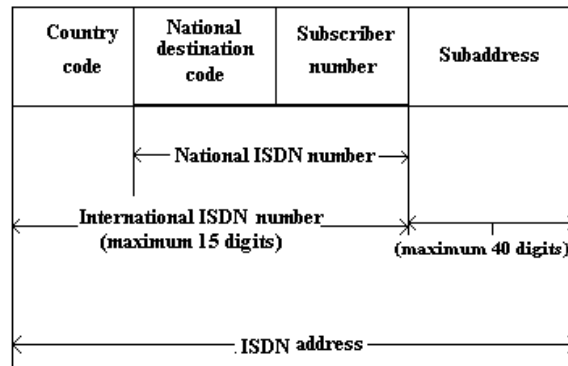 Country
code
National
destination
code
Subscriber
number
Subaddress
National ISDN number
International ISDN number
(maximum 15 digits)
(maximum 40 digits)
.ISDN address